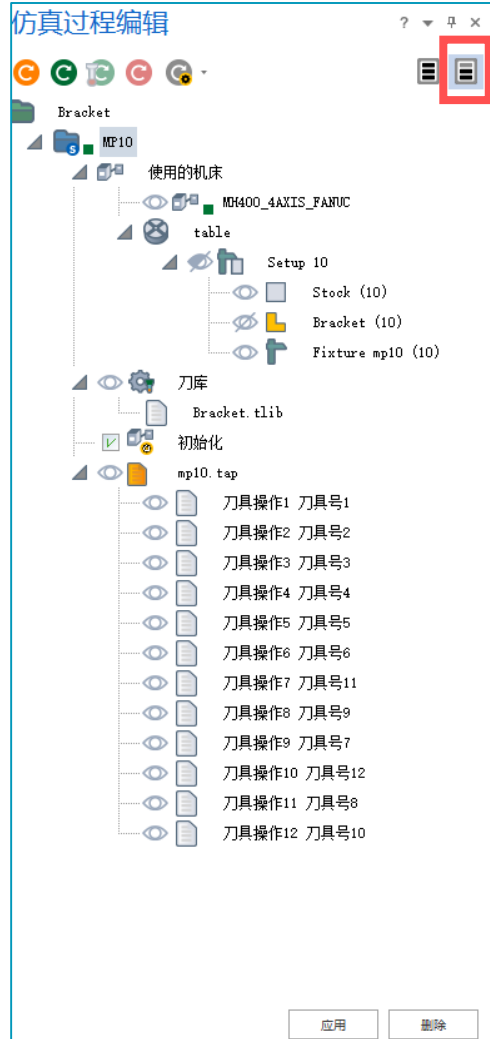 仿真过程编辑
Bracket
MP10
使用的机床
MH400_4AXIS_FANUC
table
Setup 10
Stock (10)
Bracket (10)
Fixture mp10 (10)
刀库
Bracket.tlib
初始化
mp10.tap
刀具操作1 刀具号1
刀具操作2 刀具号2
刀具操作3 刀具号3
刀具操作4 刀具号4
刀具操作5 刀具号5
刀具操作6 刀具号6
刀具操作7 刀具号11
刀具操作8 刀具号9
刀具操作9 刀具号7
刀具操作10 刀具号12
刀具操作11 刀具号8
刀具操作12 刀具号10
应用 删除